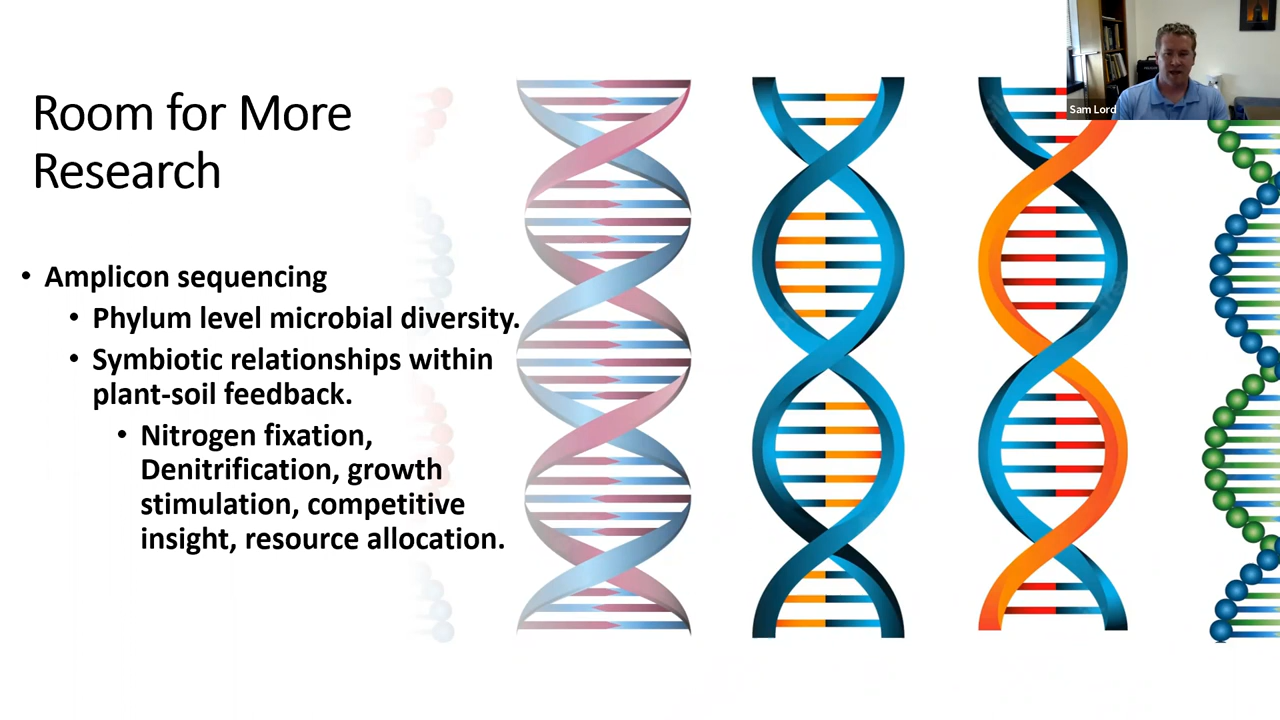 Sam Lord
Room for More
Research
• Amplicon sequencing
• Phylum level microbial diversity.
• Symbiotic relationships within
plant-soil feedback.
• Nitrogen fixation,
Denitrification, growth
stimulation, competitive
insight, resource allocation.